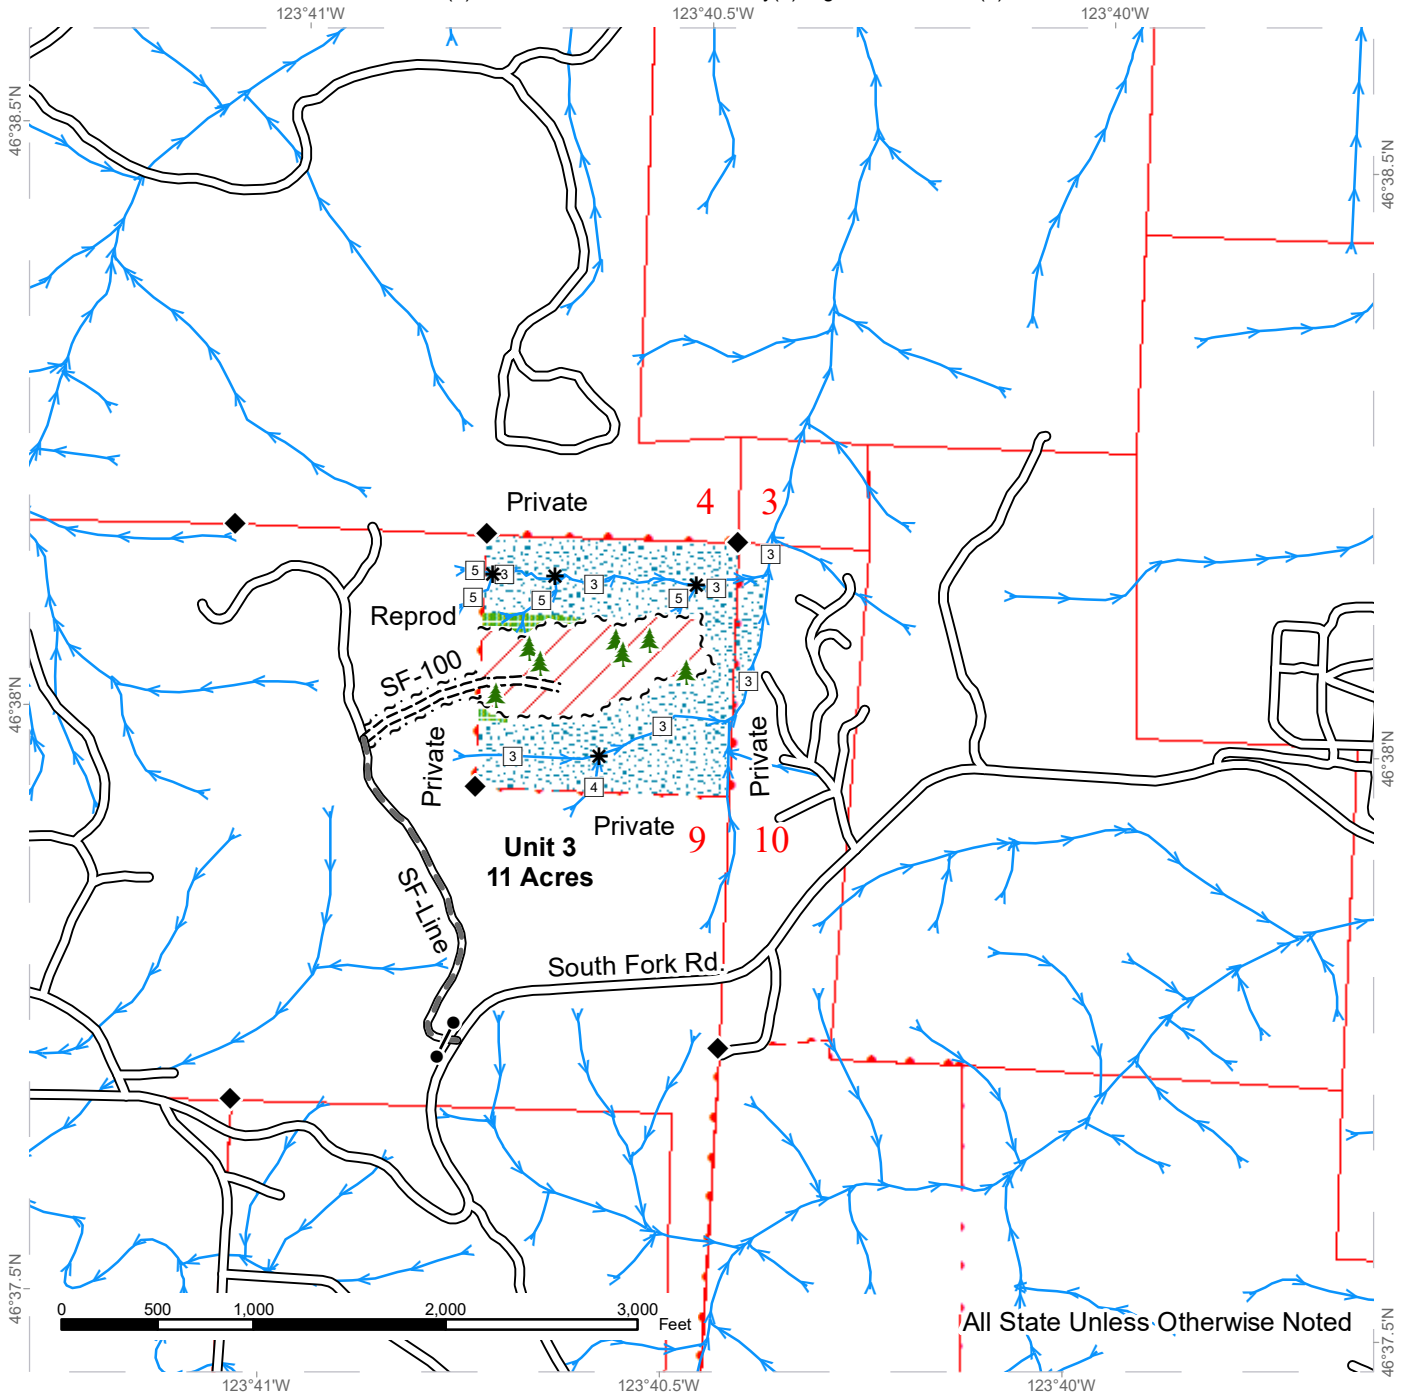 123°41'W
123°40.5'W
123°40'W
46°38.5'N
46°38.5'N
Private
4
3
3
5
3
3
3
5
5
5
Reprod
SF-100
3
46°38'N
3
Private
Private
3
4
46°38'N
Private
9
10
Unit 3
11 Acres
SF-Line
South Fork Rd.
46°37.5'N
0
500
1,000
2,000
3,000
Feet
All State Unless Otherwise Noted
46°37.5'N
123°41'W
123°40.5'W
123°40'W